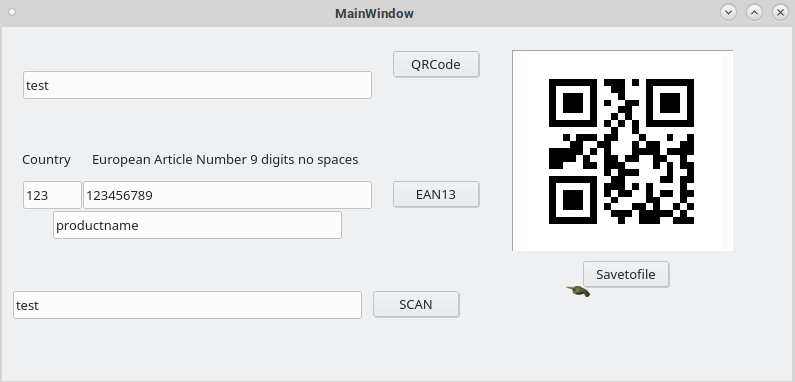 MainWindow
QRCode
test
Country European Article Number 9 digits no spaces
123 123456789 EAN13
productname
Savetofile
test SCAN